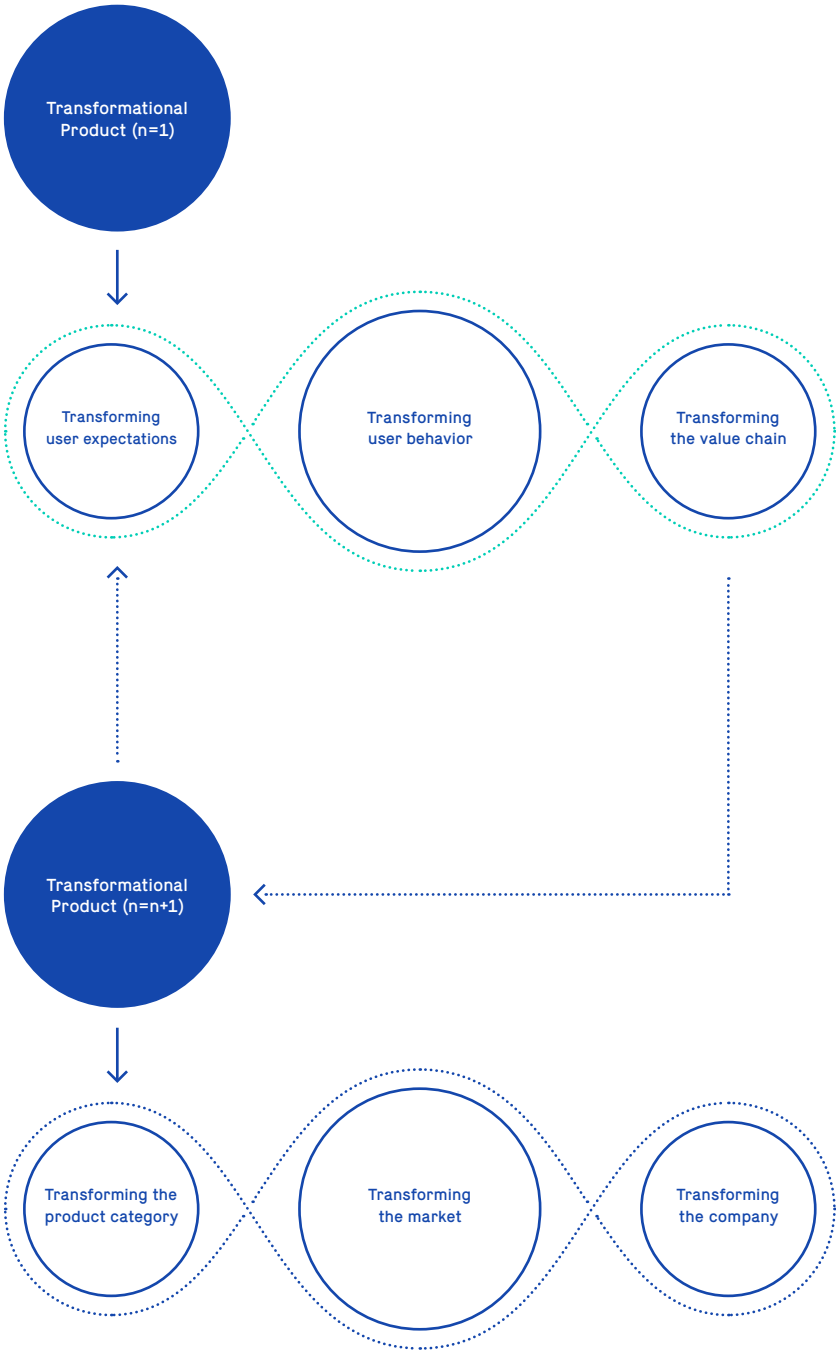 Transformational
Product (n=1)
Transforming
user expectations
Transforming
user behavior
Transforming
the value chain
Transformational
Product (n=n+1)
Transforming the
product category
Transforming
the market
Transforming
the company